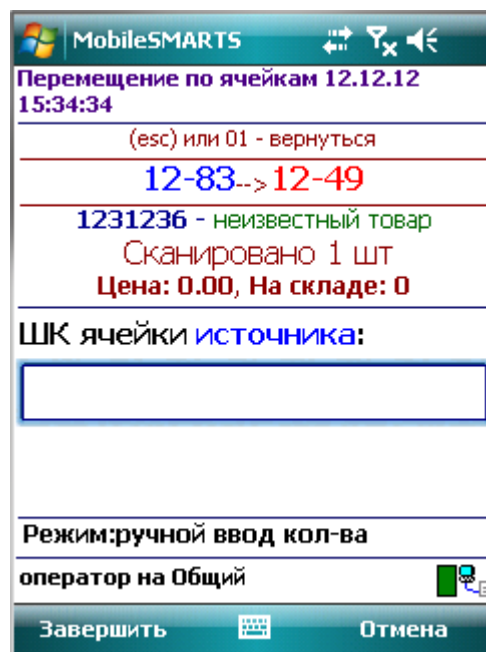 MobileSMARTS
Перемещение по ячейкам 12.12.12
15:34:34
(esc) или 01 - вернуться
12-83-->12-49
1231236 - неизвестный товар
Сканировано 1 шт
Цена: 0.00, На складе: 0
ШК ячейки источника:
Режим:ручной ввод кол-ва
оператор на Общий
Завершить Отмена